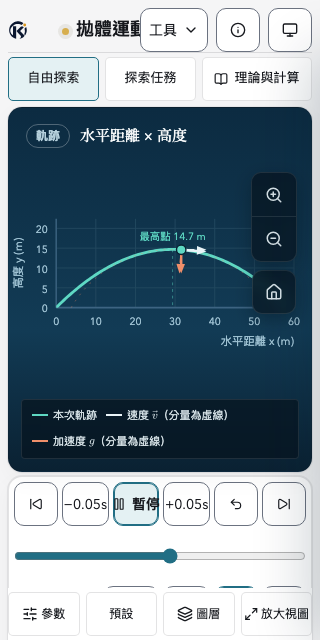 拋體運動
工具
自由探索
探索任務
理論與計算
軌跡
水平距離 × 高度
最高點 14.7 m
高度 y (m)
20
15
10
5
0
0 10 20 30 40 50 60
水平距離 x (m)
本次軌跡
速度 v⃗ (分量為虛線)
加速度 g (分量為虛線)
−0.05s
暫停
+0.05s
參數
預設
圖層
放大視圖